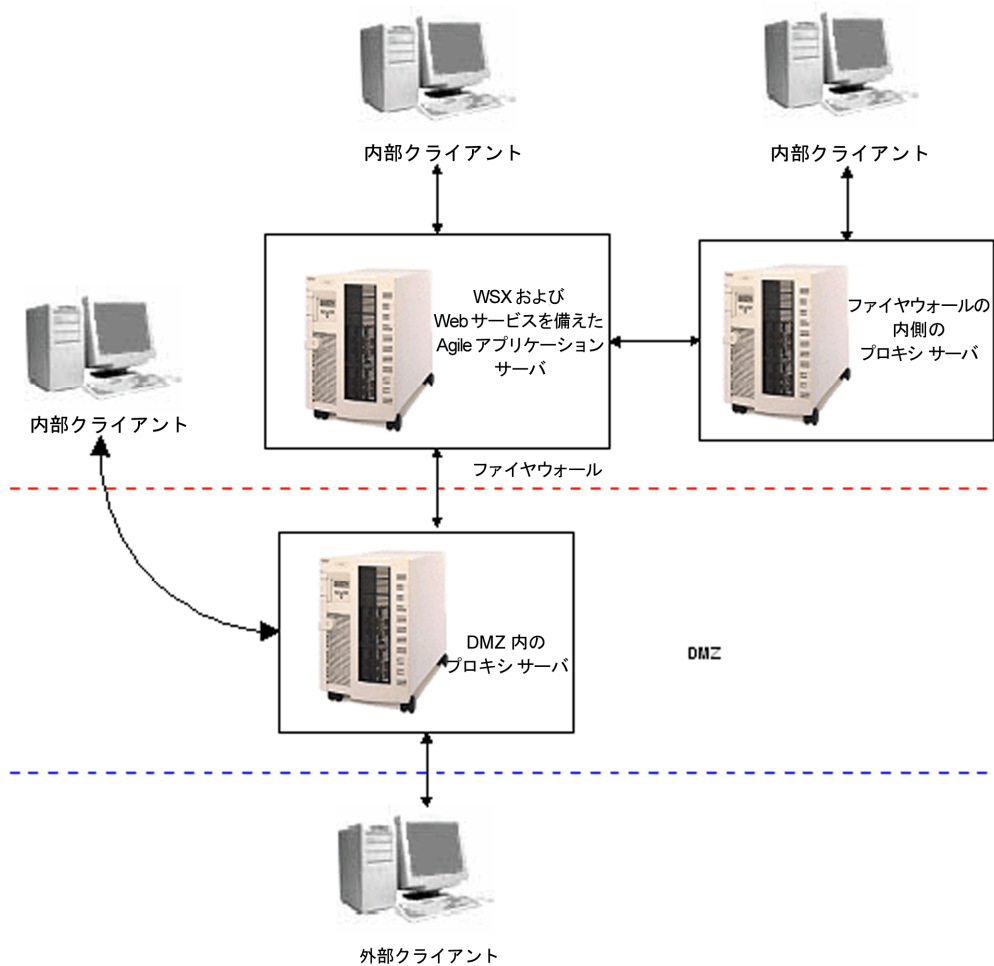 内部クライアント
内部クライアント
WSX および
Web サービスを備えた
Agile アプリケーション
サーバ
ファイヤウォールの
内側の
プロキシ サーバ
内部クライアント
ファイヤウォール
DMZ 内の
プロキシ サーバ
DMZ
外部クライアント